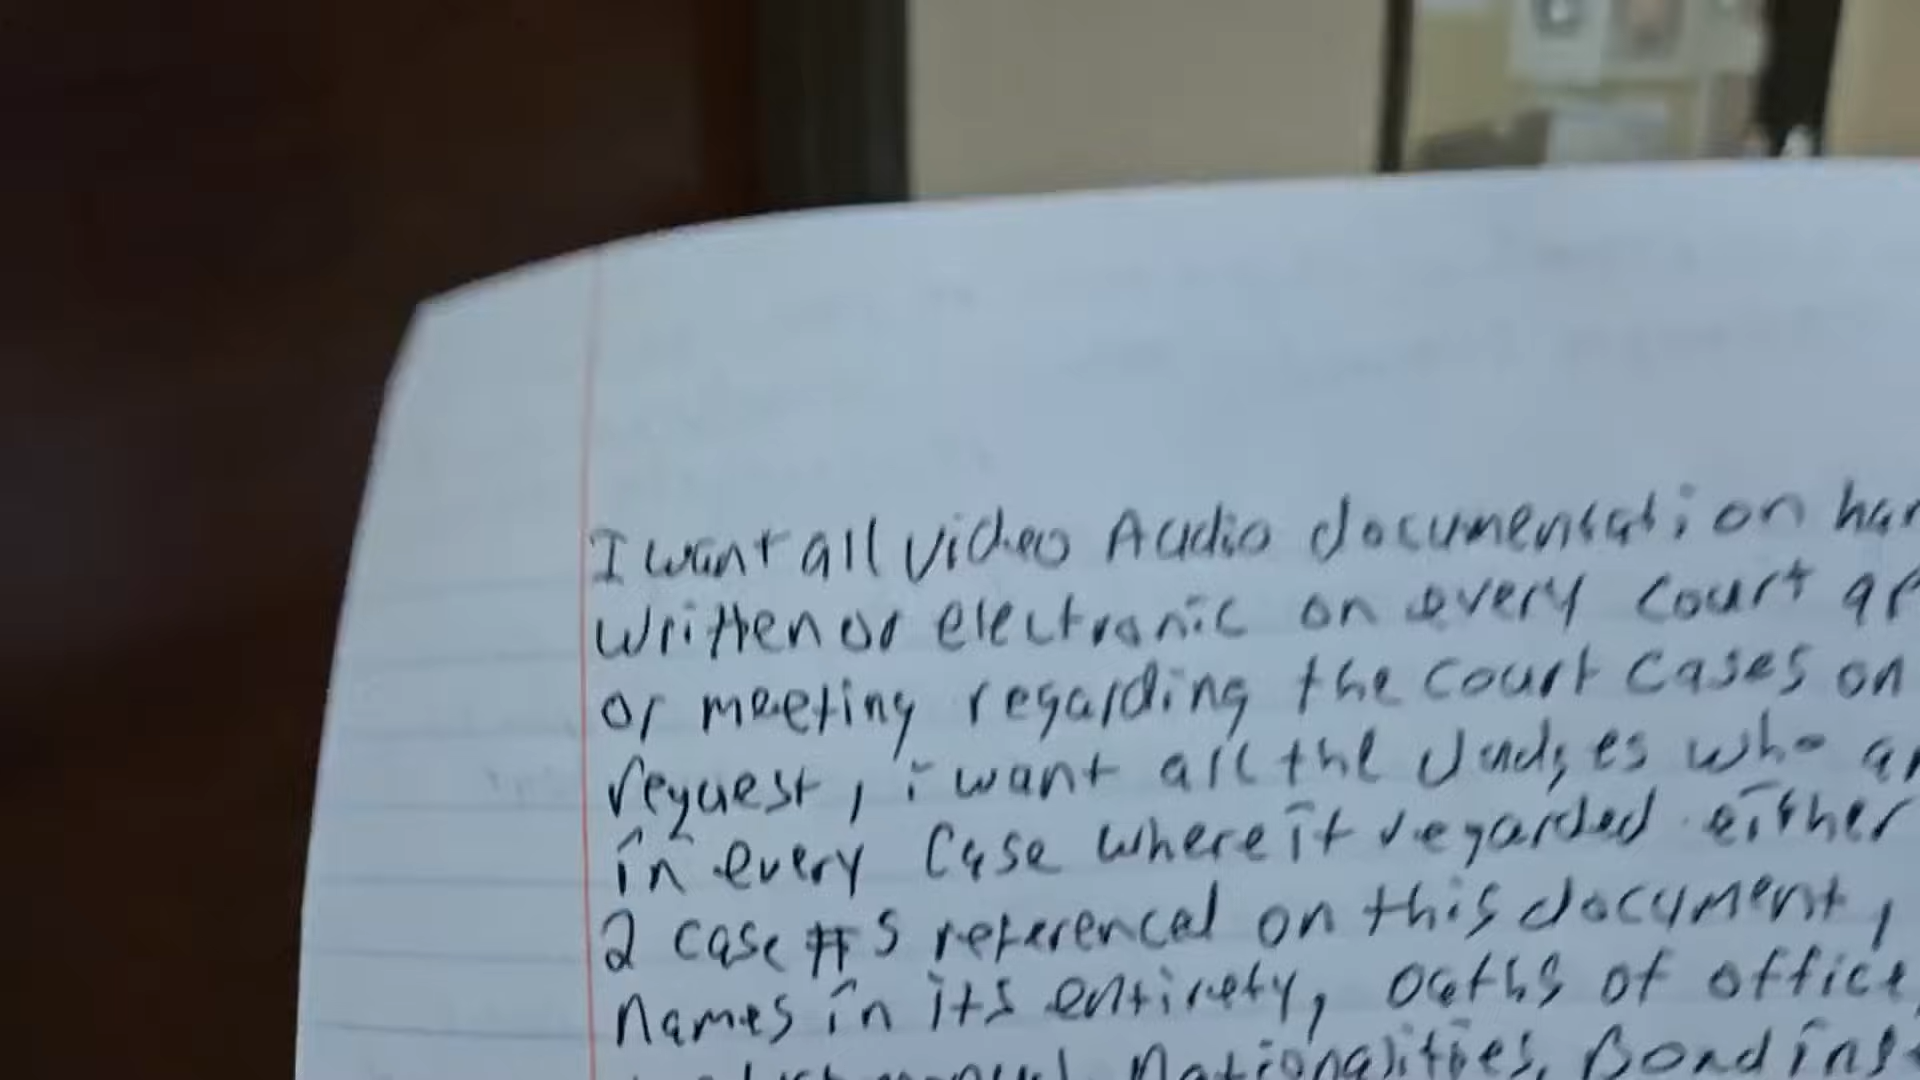 I want all video Audio documentation
written or electronic on every court
or meeting regarding the court cases on
request, i want all the Judges who
in every case where it regarded either
2 case #s referenced on this document,
names in its entirety, oaths of office,
nationalities, Bond